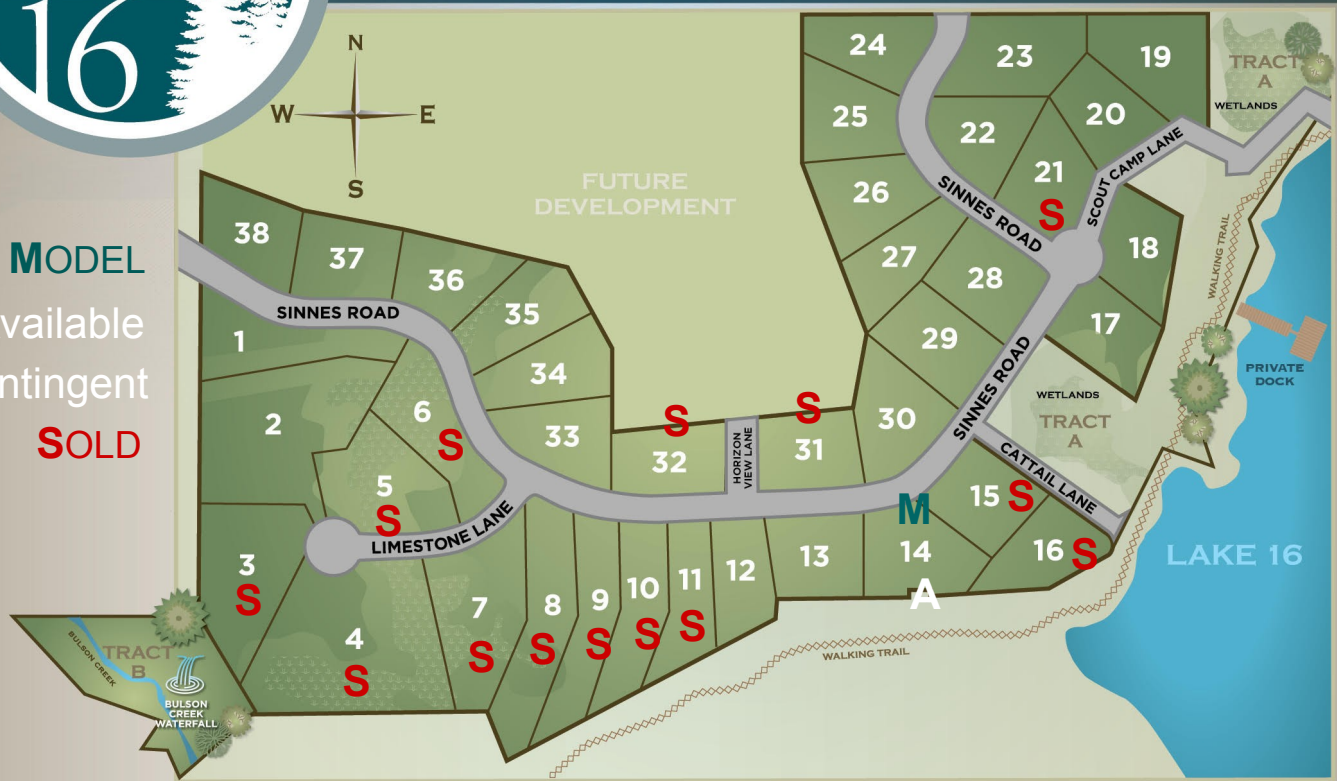 16
N
W
E
S
MODEL
vailable
ntingent
SOLD
FUTURE
DEVELOPMENT
24
23
19
TRACT
A
WETLANDS
25
22
20
21
S
SCOUT CAMP LANE
26
SINNES ROAD
18
WALKING TRAIL
38
37
36
27
28
SINNES ROAD
35
17
1
29
34
PRIVATE
DOCK
SINNES ROAD
WETLANDS
TRACT
A
2
6
S
33
S
32
HORIZON
VIEW LANE
S
31
30
CATTAIL LANE
5
S
LIMESTONE LANE
M
15
S
16
S
LAKE 16
3
S
4
S
7
S
8
S
9
S
10
S
11
S
12
13
14
A
WALKING TRAIL
BULSON CREEK
TRACT
B
BULSON
CREEK
WATERFALL